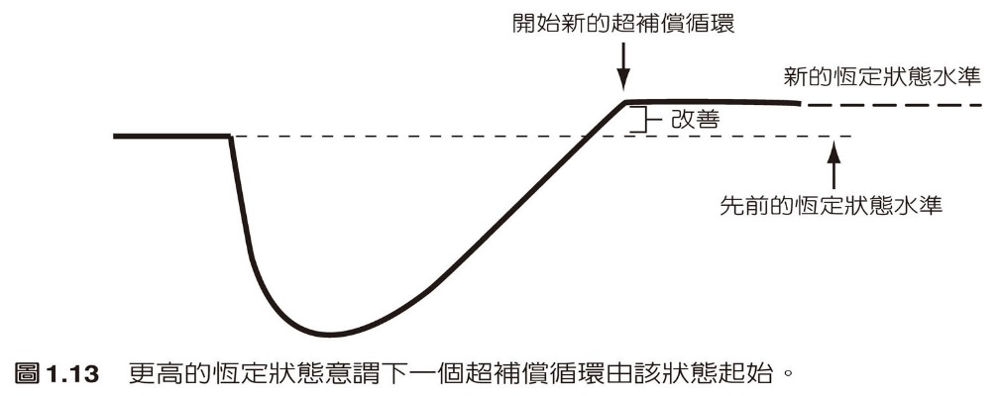 開始新的超補償循環
新的恆定狀態水準
改善
先前的恆定狀態水準
圖1.13 更高的恆定狀態意謂下一個超補償循環由該狀態起始。